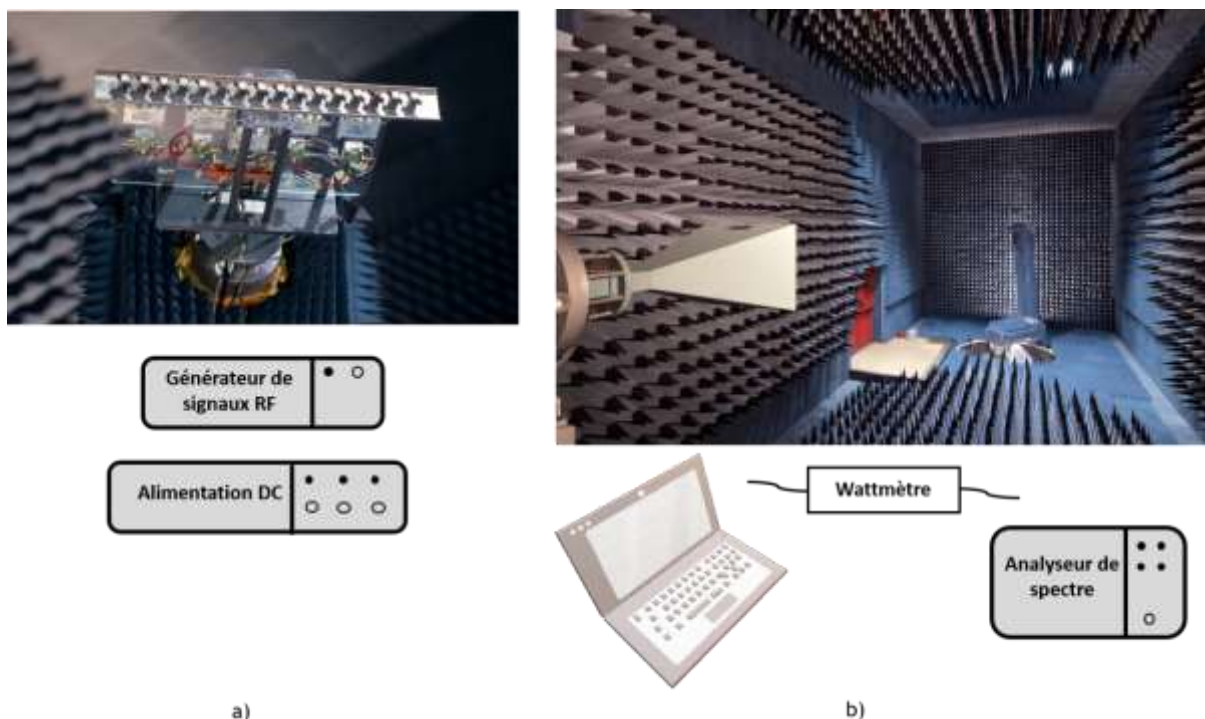 Générateur de
signaux RF
Alimentation DC
a)
Wattmètre
Analyseur de
spectre
b)